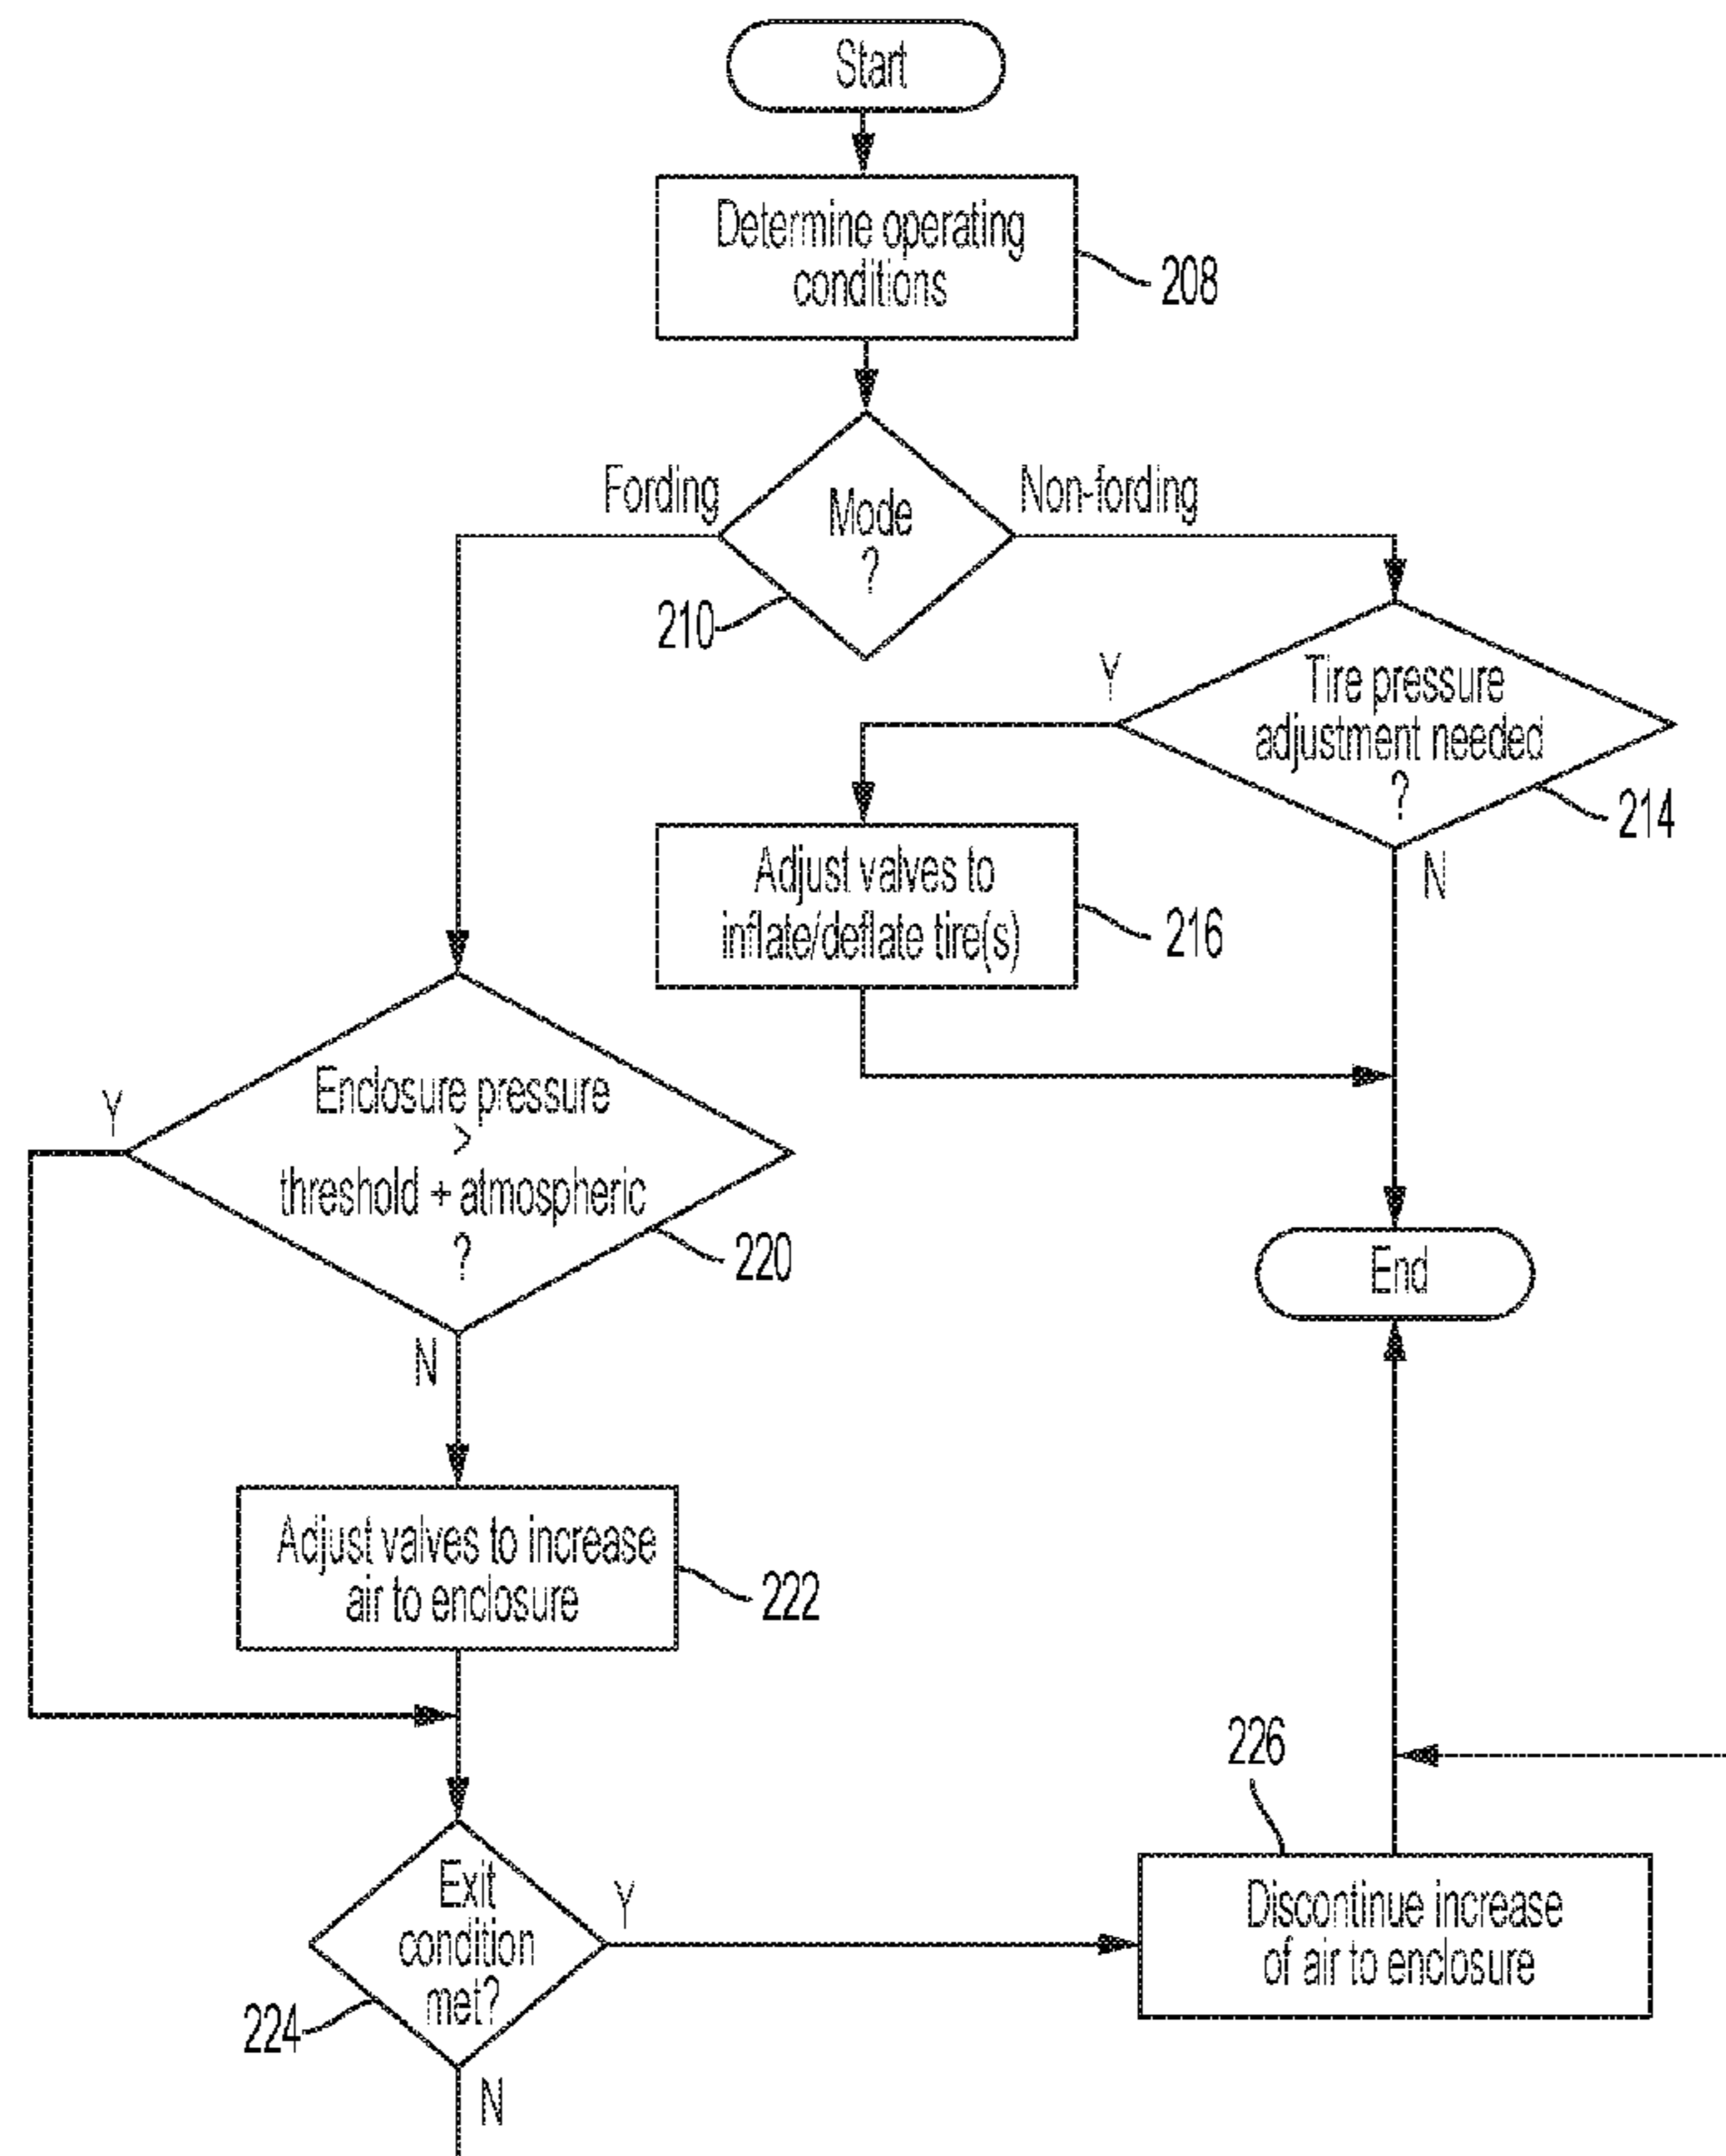 Start
Determine operating
conditions
208
Fording
Mode
?
Non-fording
210
Y
Tire pressure
adjustment needed
?
214
N
Adjust valves to
inflate/deflate tire(s)
216
Y
Enclosure pressure
>
threshold + atmospheric
?
220
N
End
Adjust valves to increase
air to enclosure
222
226
Exit
condition
met?
Y
224
N
Discontinue increase
of air to enclosure